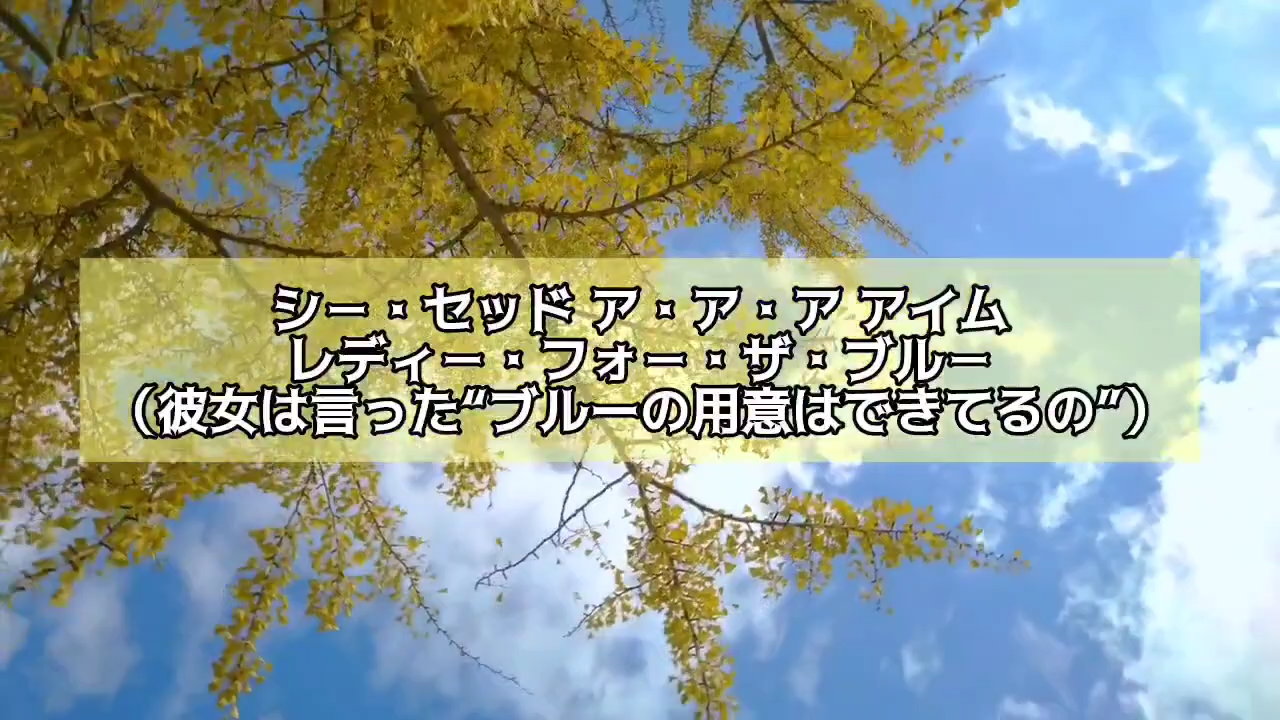 シー・セッド ア・ア・ア アイム
レディー・フォー・ザ・ブルー
（彼女は言った“ブルーの用意はできてるの”）